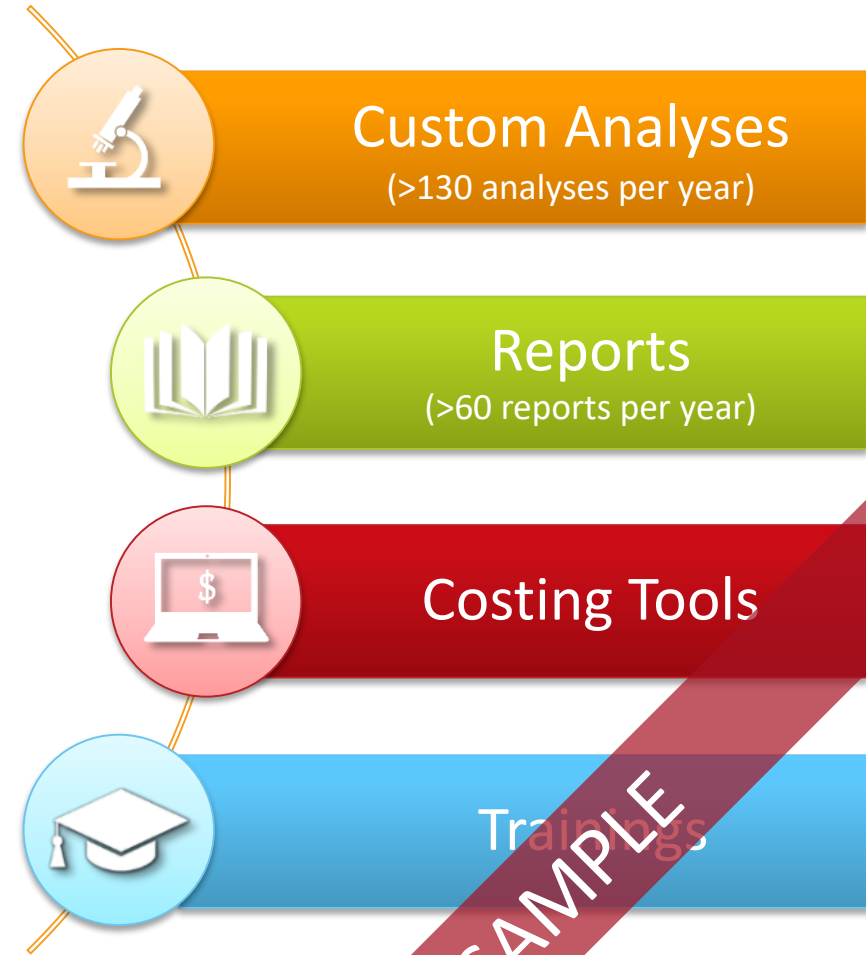 Custom Analyses
(>130 analyses per year)
Reports
(>60 reports per year)
$
Costing Tools
Trainings
SAMPLE